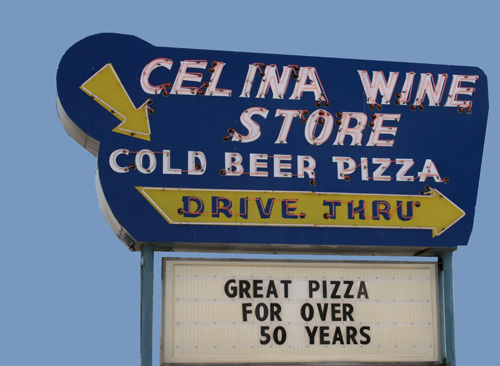 CELINA WINE
STORE
COLD BEER PIZZA
DRIVE THRU
GREAT PIZZA
FOR OVER
50 YEARS